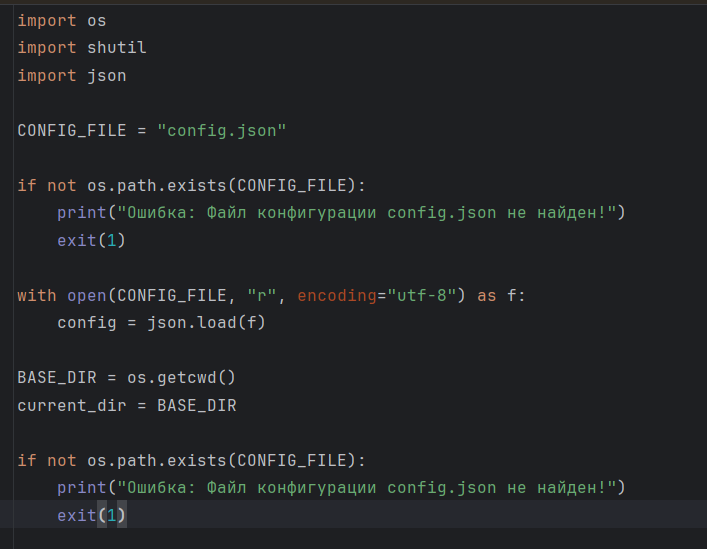 import os
import shutil
import json
CONFIG_FILE = "config.json"
if not os.path.exists(CONFIG_FILE):
    print("Ошибка: Файл конфигурации config.json не найден!")
    exit(1)
with open(CONFIG_FILE, "r", encoding="utf-8") as f:
    config = json.load(f)
BASE_DIR = os.getcwd()
current_dir = BASE_DIR
if not os.path.exists(CONFIG_FILE):
    print("Ошибка: Файл конфигурации config.json не найден!")
    exit(1)